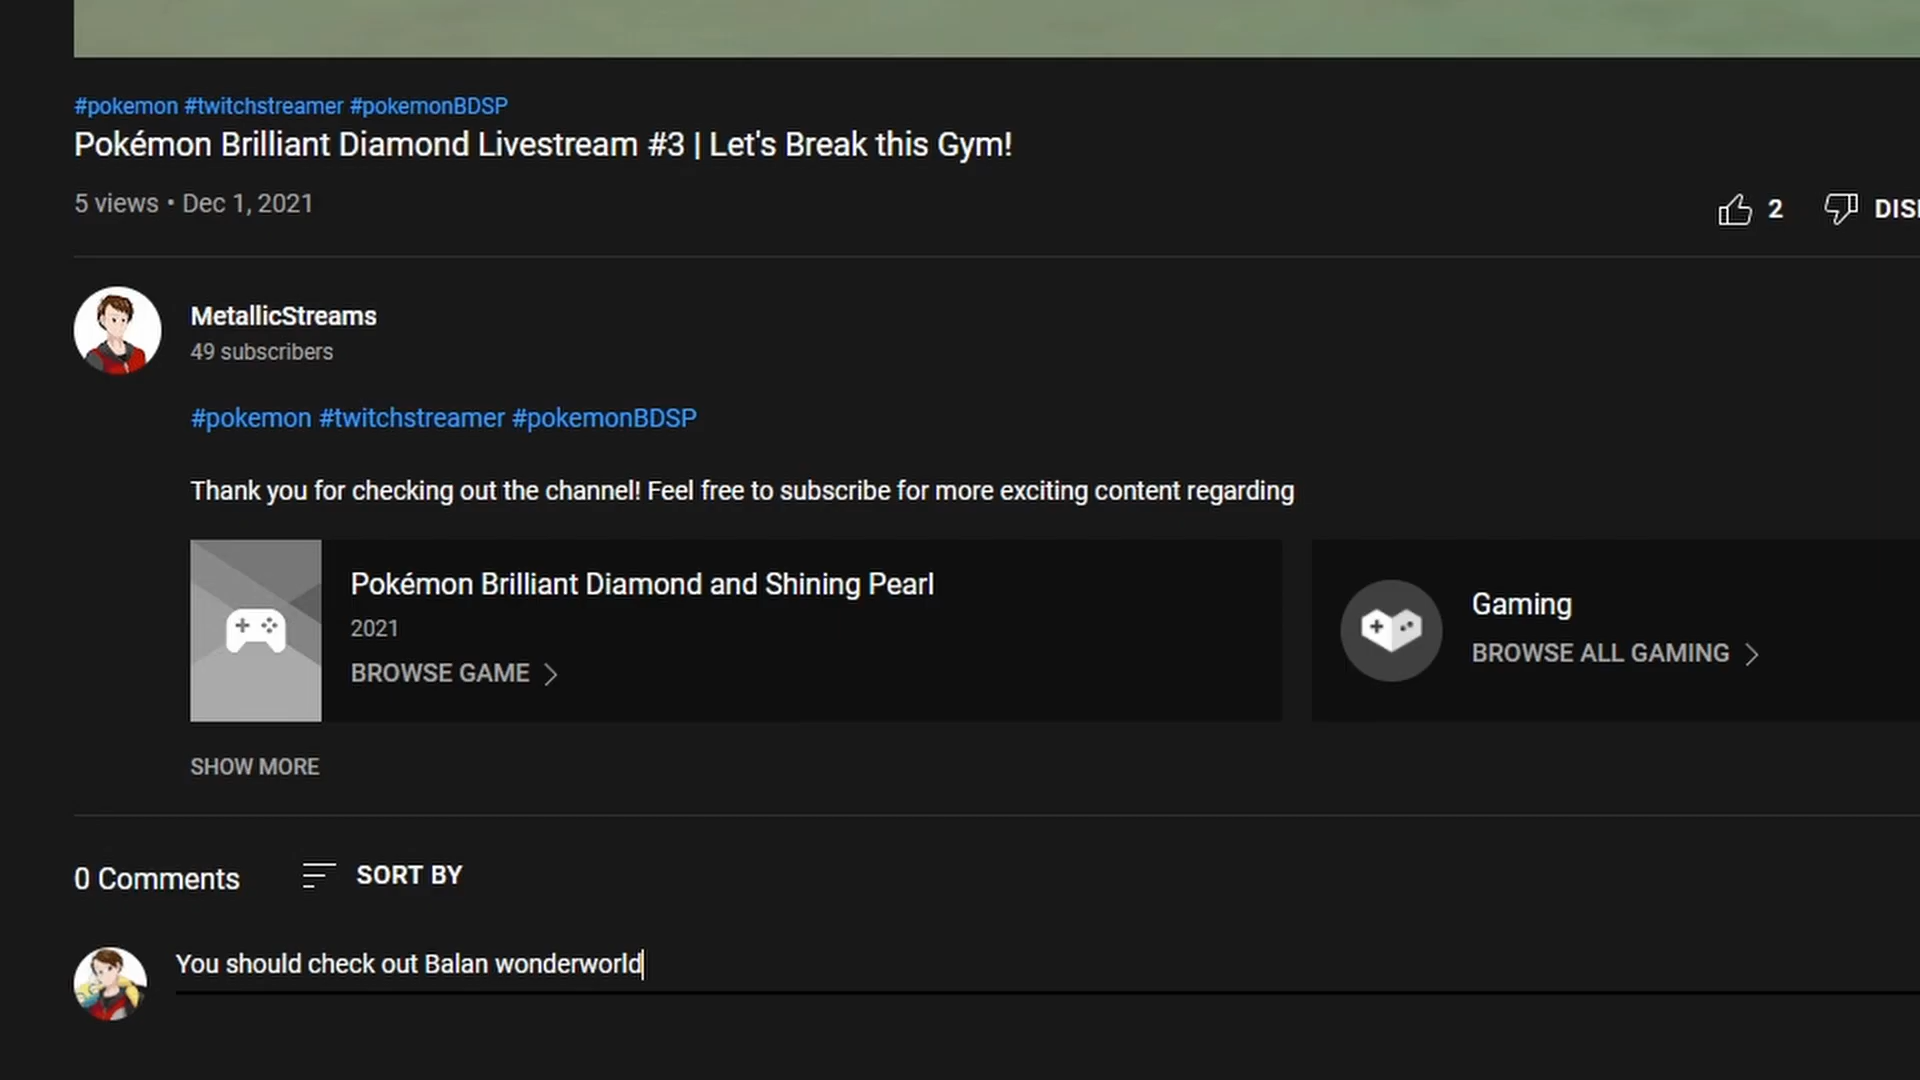 #pokemon #twitchstreamer #pokemonBDSP
Pokémon Brilliant Diamond Livestream #3 | Let's Break this Gym!
5 views • Dec 1, 2021
2
MetallicStreams
49 subscribers
#pokemon #twitchstreamer #pokemonBDSP
Thank you for checking out the channel! Feel free to subscribe for more exciting content regarding
Pokémon Brilliant Diamond and Shining Pearl
2021
BROWSE GAME
Gaming
BROWSE ALL GAMING
SHOW MORE
0 Comments
SORT BY
You should check out Balan wonderworld